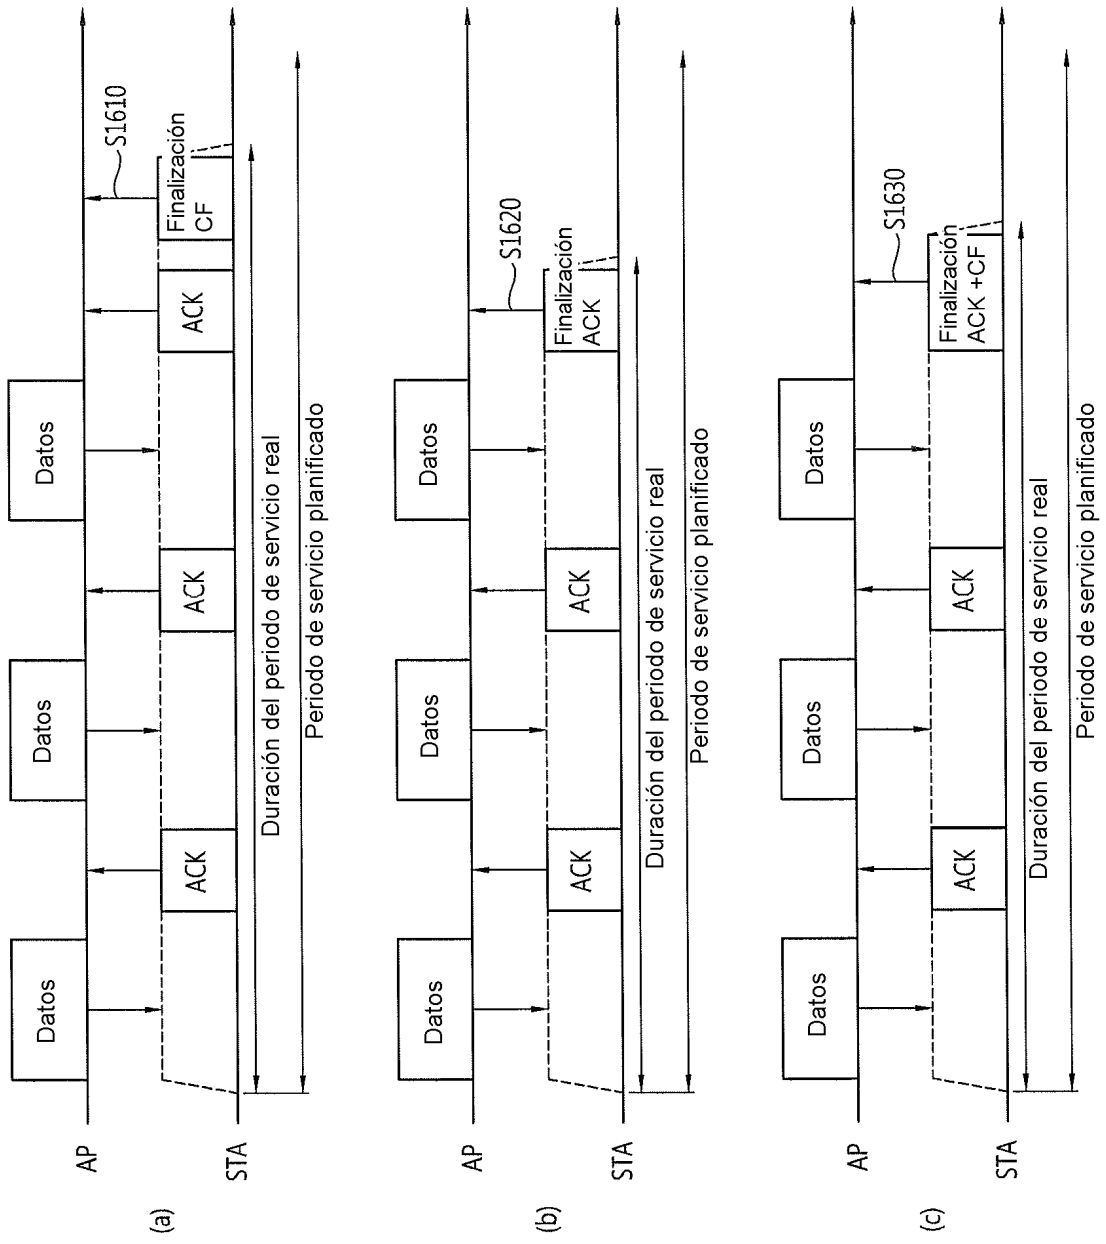 (a)
AP
Datos
Datos
Datos
S1610
STA
ACK
ACK
ACK
Finalización
CF
Duración del periodo de servicio real
Periodo de servicio planificado
(b)
AP
Datos
Datos
Datos
S1620
STA
ACK
ACK
Finalización
ACK
Duración del periodo de servicio real
Periodo de servicio planificado
(c)
AP
Datos
Datos
Datos
S1630
STA
ACK
ACK
Finalización
ACK +CF
Duración del periodo de servicio real
Periodo de servicio planificado